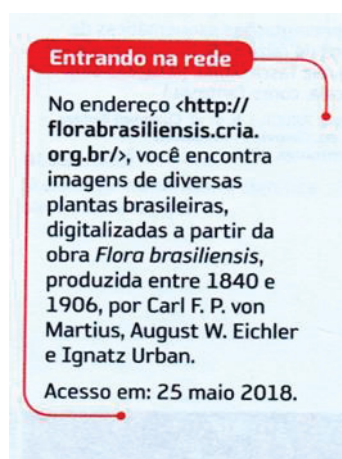 Entrando na rede
No endereço <http://
florabrasiliensis.cria.
org.br/>, você encontra
imagens de diversas
plantas brasileiras,
digitalizadas a partir da
obra Flora brasiliensis,
produzida entre 1840 e
1906, por Carl F. P. von
Martius, August W. Eichler
e Ignatz Urban.
Acesso em: 25 maio 2018.